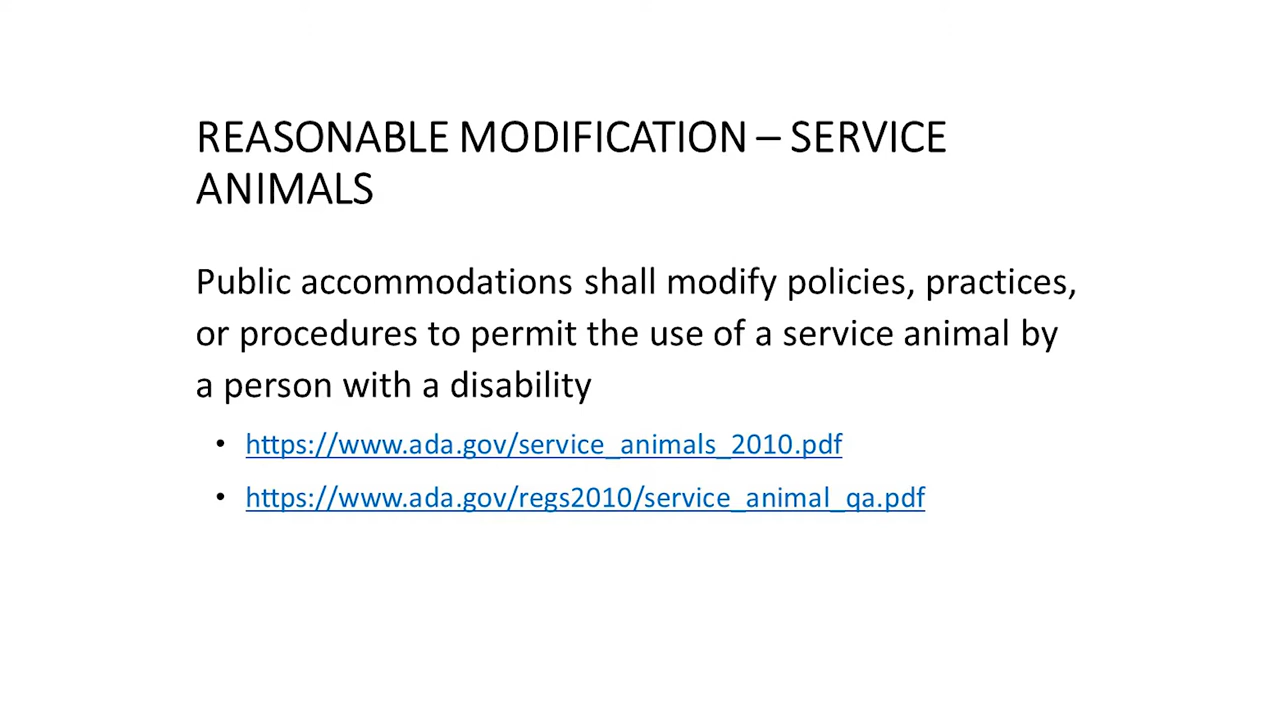 REASONABLE MODIFICATION – SERVICE
ANIMALS
Public accommodations shall modify policies, practices,
or procedures to permit the use of a service animal by
a person with a disability
• https://www.ada.gov/service_animals_2010.pdf
• https://www.ada.gov/regs2010/service_animal_qa.pdf